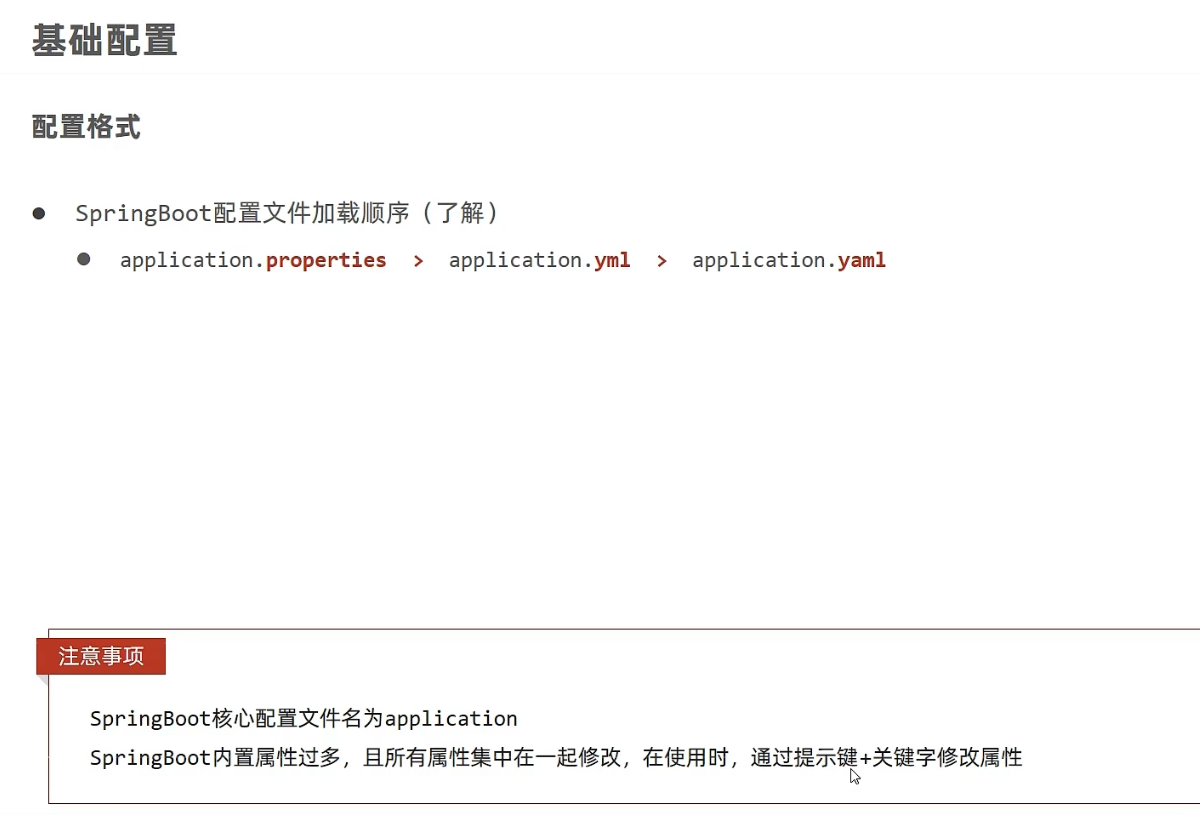 基础配置
配置格式
SpringBoot配置文件加载顺序（了解）
application.properties > application.yml > application.yaml
注意事项
SpringBoot核心配置文件名为application
SpringBoot内置属性过多，且所有属性集中在一起修改，在使用时，通过提示键+关键字修改属性